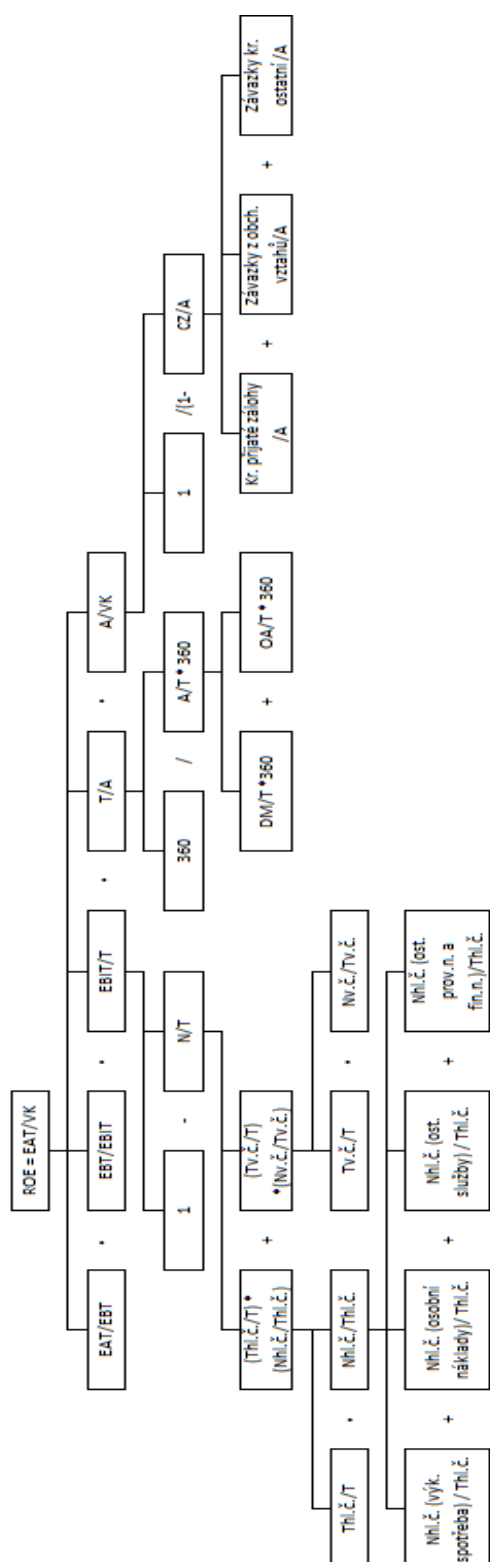 ROE = EAT/VK
EAT/EBT
*
EBT/EBIT
*
EBIT/T
*
T/A
*
A/VK
1
-
N/T
360
/
A/T * 360
1
/(1-
CZ/A
(Thl.č./T) *
(Nhl.č./Thl.č.)
+
(Tv.č./T)
*(Nv.č./Tv.č.)
DM/T *360
+
OA/T * 360
Kr. přijaté zálohy
/A
+
Závazky z obch.
vztahů/A
+
Závazky kr.
ostatní /A
Thl.č./T
*
Nhl.č./Thl.č.
Tv.č./T
*
Nv.č./Tv.č.
Nhl.č. (výk.
spotřeba) / Thl.č.
+
Nhl.č. (osobní
náklady)/ Thl.č.
+
Nhl.č. (ost.
služby) / Thl.č.
+
Nhl.č. (ost.
prov.n. a
fin.n.)/Thl.č.